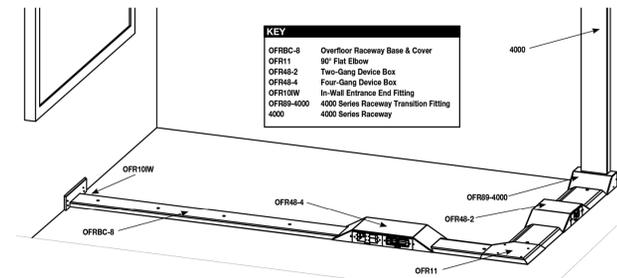 KEY
OFRBC-8 Overfloor Raceway Base & Cover
OFR11 90° Flat Elbow
OFR48-2 Two-Gang Device Box
OFR48-4 Four-Gang Device Box
OFR10IW In-Wall Entrance End Fitting
OFR89-4000 4000 Series Raceway Transition Fitting
4000 4000 Series Raceway
4000
OFR10IW
OFR89-4000
OFR48-4
OFR48-2
OFRBC-8
OFR11